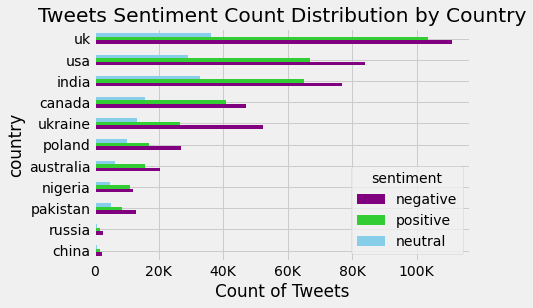 Tweets Sentiment Count Distribution by Country
country
uk
usa
india
canada
ukraine
poland
australia
nigeria
pakistan
russia
china
sentiment
negative
positive
neutral
0 20K 40K 60K 80K 100K
Count of Tweets